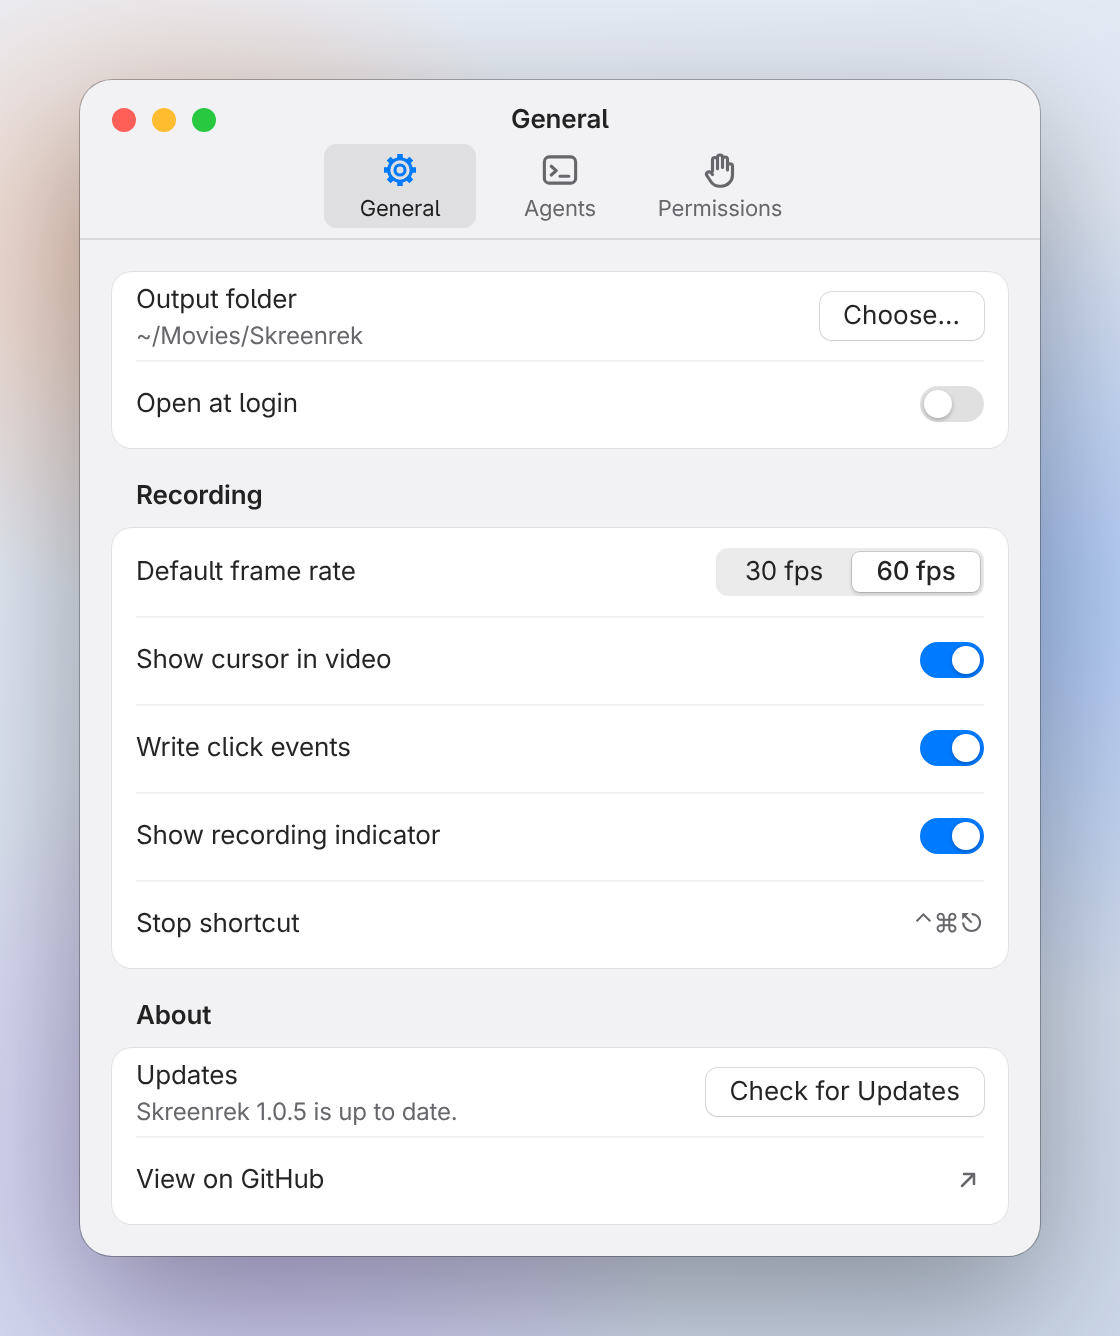 General
General
Agents
Permissions
Output folder
~/Movies/Skreenrek
Choose...
Open at login
Recording
Default frame rate
30 fps
60 fps
Show cursor in video
Write click events
Show recording indicator
Stop shortcut
^⌘⎋
About
Updates
Skreenrek 1.0.5 is up to date.
Check for Updates
View on GitHub